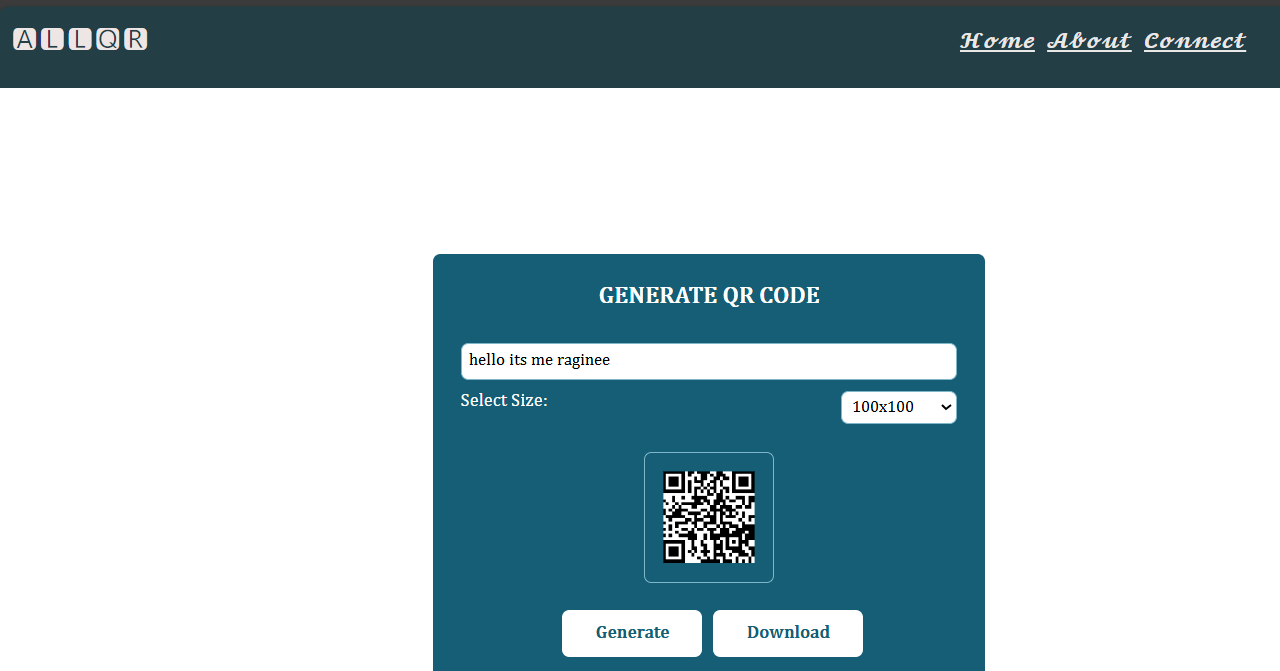 ALLQR
Home About Connect
GENERATE QR CODE
hello its me raginee
Select Size: 100x100
Generate Download